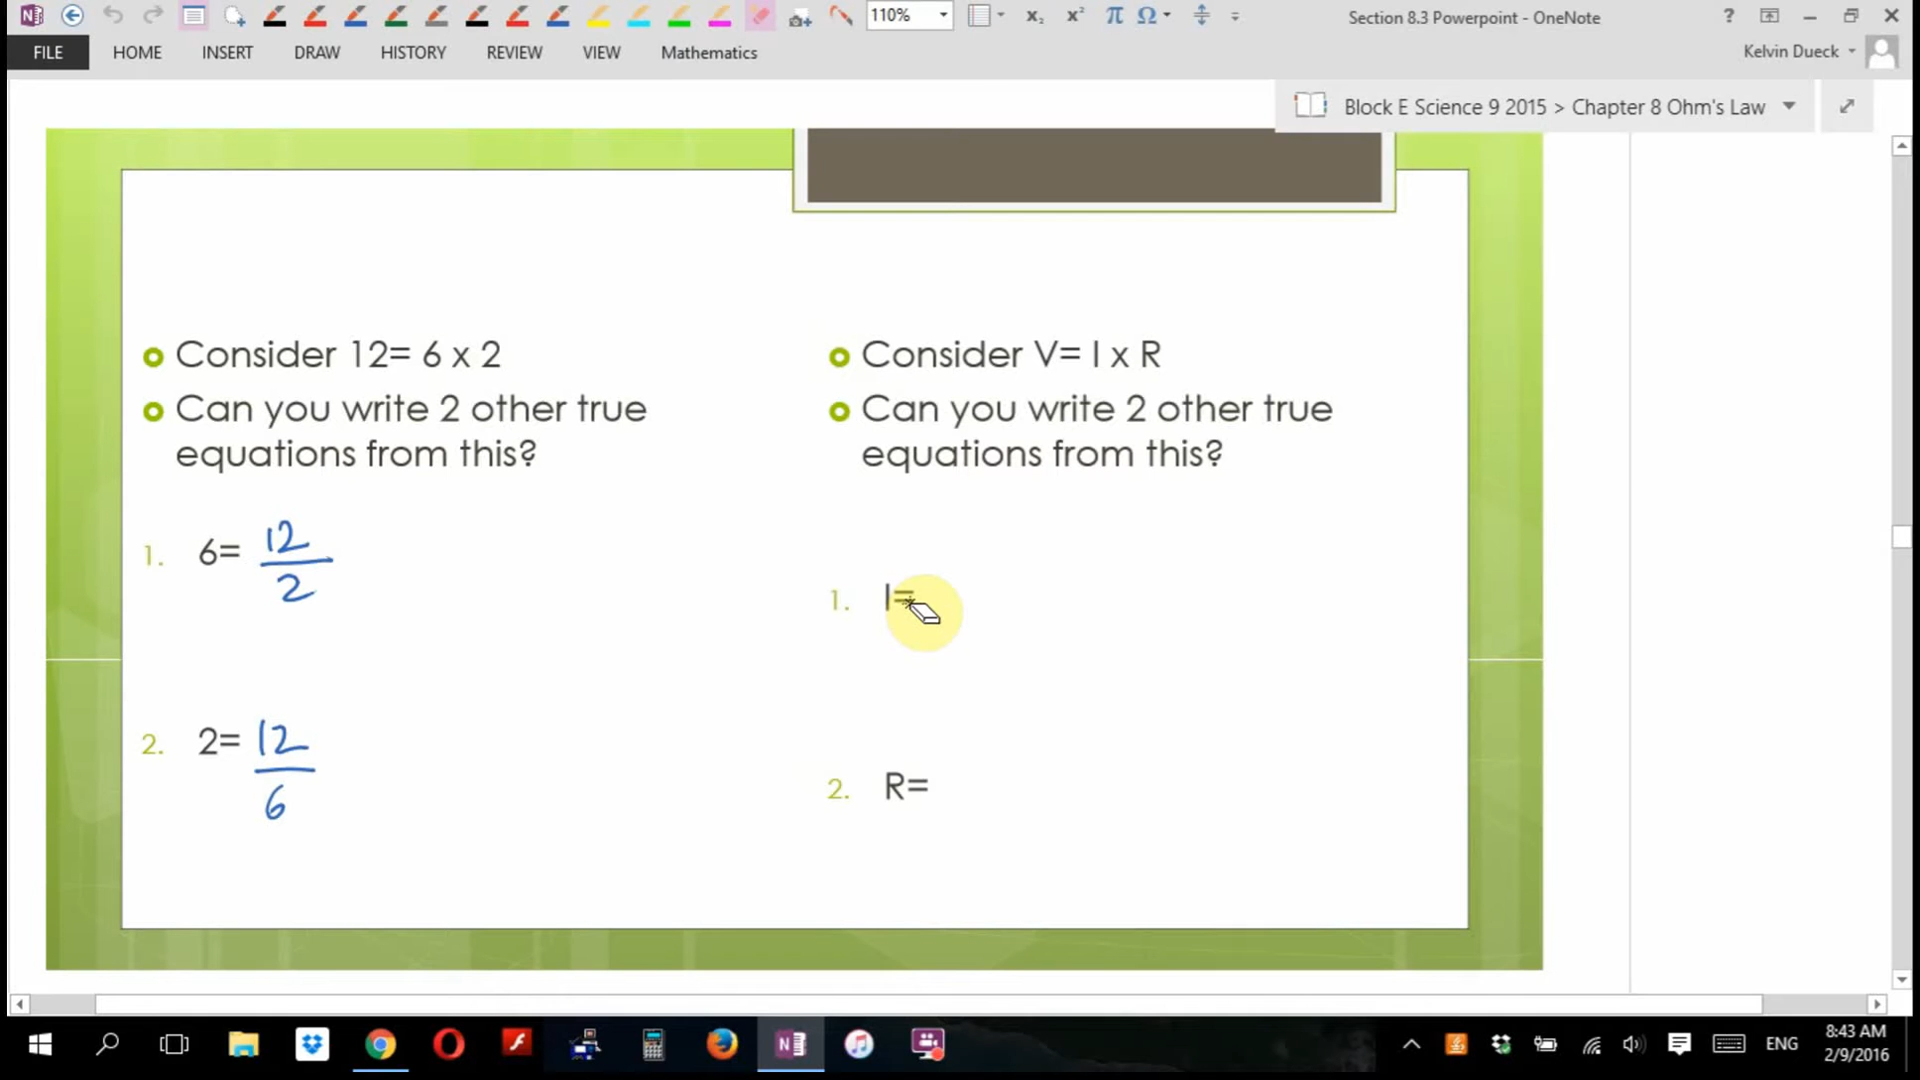 110%
x₂ x² π Ω
Section 8.3 Powerpoint - OneNote
?
FILE HOME INSERT DRAW HISTORY REVIEW VIEW Mathematics
Kelvin Dueck
Block E Science 9 2015 > Chapter 8 Ohm's Law
Consider 12= 6 x 2
Can you write 2 other true
equations from this?
1. 6= 12
2
2. 2= 12
6
Consider V= I x R
Can you write 2 other true
equations from this?
1. I=
2. R=
ENG
8:43 AM
2/9/2016